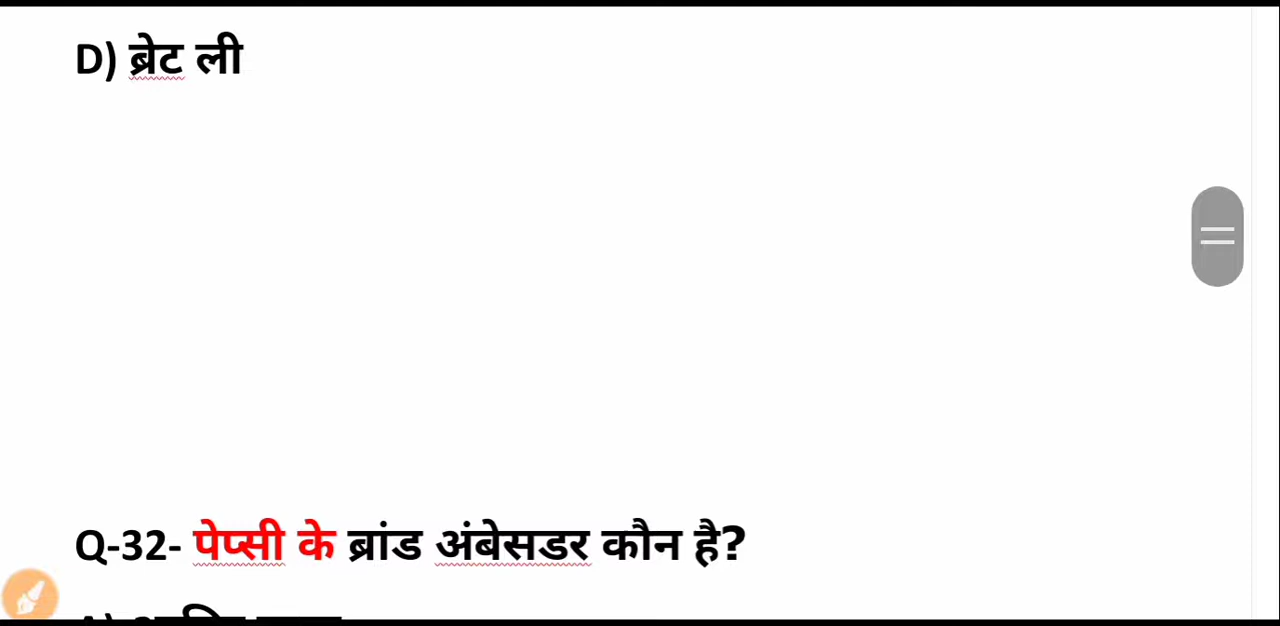 D) ब्रेट ली
Q-32- पेप्सी के ब्रांड अंबेसडर कौन है?